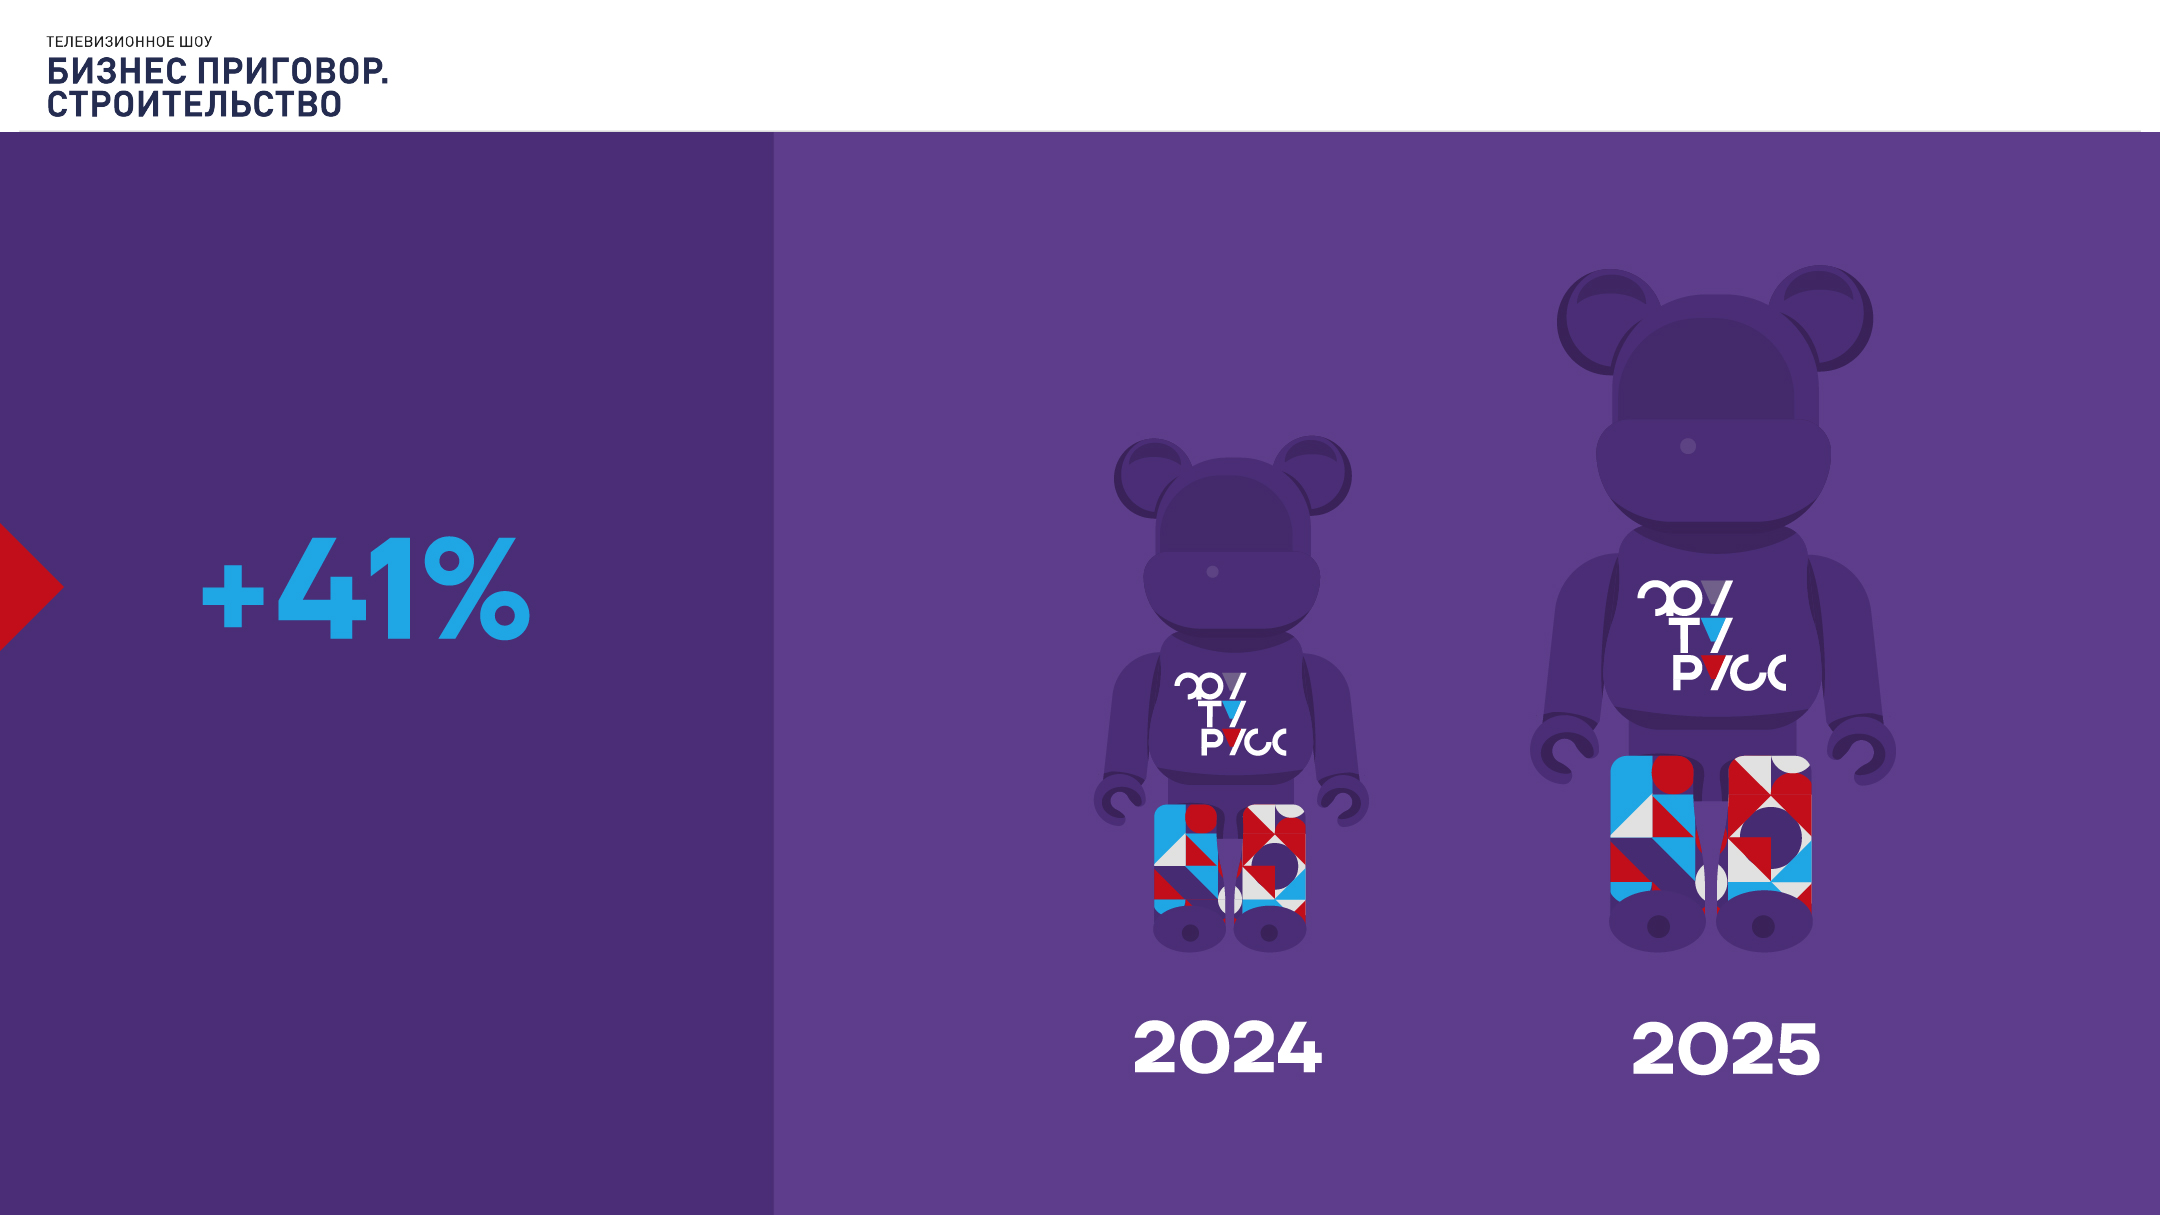 ТЕЛЕВИЗИОННОЕ ШОУ
БИЗНЕС ПРИГОВОР.
СТРОИТЕЛЬСТВО
+41%
2024
2025